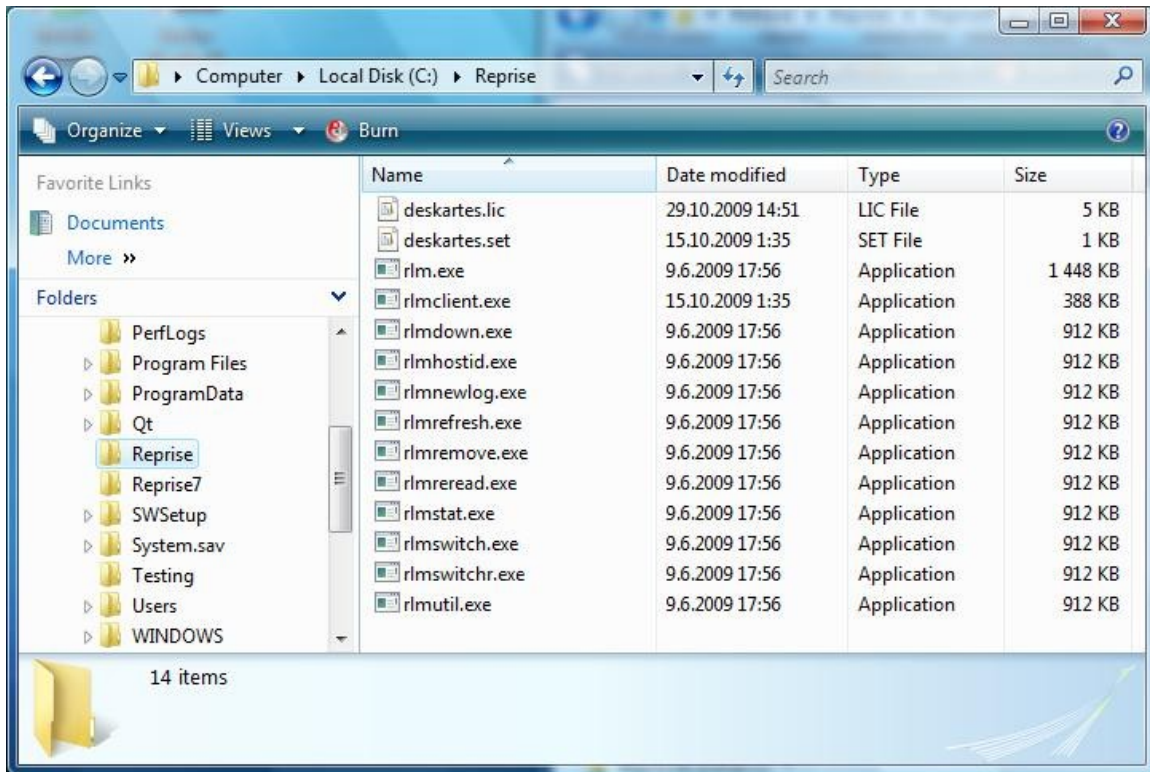 Computer ▸ Local Disk (C:) ▸ Reprise
Search
Organize Views Burn
Favorite Links
Documents
More »
Folders
PerfLogs
Program Files
ProgramData
Qt
Reprise
Reprise7
SWSetup
System.sav
Testing
Users
WINDOWS
Name Date modified Type Size
deskartes.lic 29.10.2009 14:51 LIC File 5 KB
deskartes.set 15.10.2009 1:35 SET File 1 KB
rlm.exe 9.6.2009 17:56 Application 1 448 KB
rlmclient.exe 15.10.2009 1:35 Application 388 KB
rlmdown.exe 9.6.2009 17:56 Application 912 KB
rlmhostid.exe 9.6.2009 17:56 Application 912 KB
rlmnewlog.exe 9.6.2009 17:56 Application 912 KB
rlmrefresh.exe 9.6.2009 17:56 Application 912 KB
rlmremove.exe 9.6.2009 17:56 Application 912 KB
rlmreread.exe 9.6.2009 17:56 Application 912 KB
rlmstat.exe 9.6.2009 17:56 Application 912 KB
rlmswitch.exe 9.6.2009 17:56 Application 912 KB
rlmswitchr.exe 9.6.2009 17:56 Application 912 KB
rlmutil.exe 9.6.2009 17:56 Application 912 KB
14 items